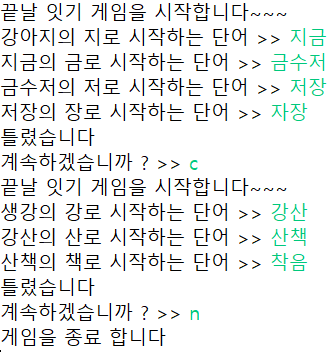 끝날 잇기 게임을 시작합니다~~~
강아지의 지로 시작하는 단어 >> 지금
지금의 금로 시작하는 단어 >> 금수저
금수저의 저로 시작하는 단어 >> 저장
저장의 장로 시작하는 단어 >> 자장
틀렸습니다
계속하겠습니까 ? >> c
끝날 잇기 게임을 시작합니다~~~
생강의 강로 시작하는 단어 >> 강산
강산의 산로 시작하는 단어 >> 산책
산책의 책로 시작하는 단어 >> 착음
틀렸습니다
계속하겠습니까 ? >> n
게임을 종료 합니다